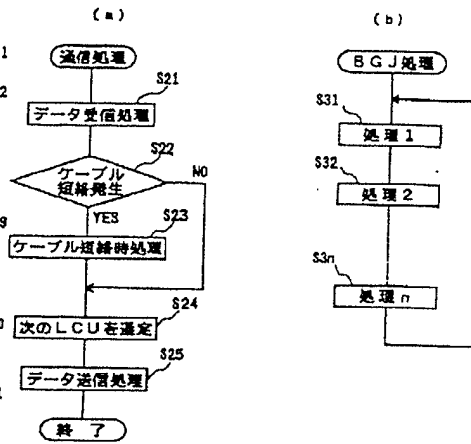 (a)
通信処理
S21
データ受信処理
S22
ケーブル
短絡発生
NO
YES
S23
ケーブル短絡時処理
S24
次のLCUを選定
S25
データ送信処理
終了
(b)
BGJ処理
S31
処理1
S32
処理2
S3n
処理n